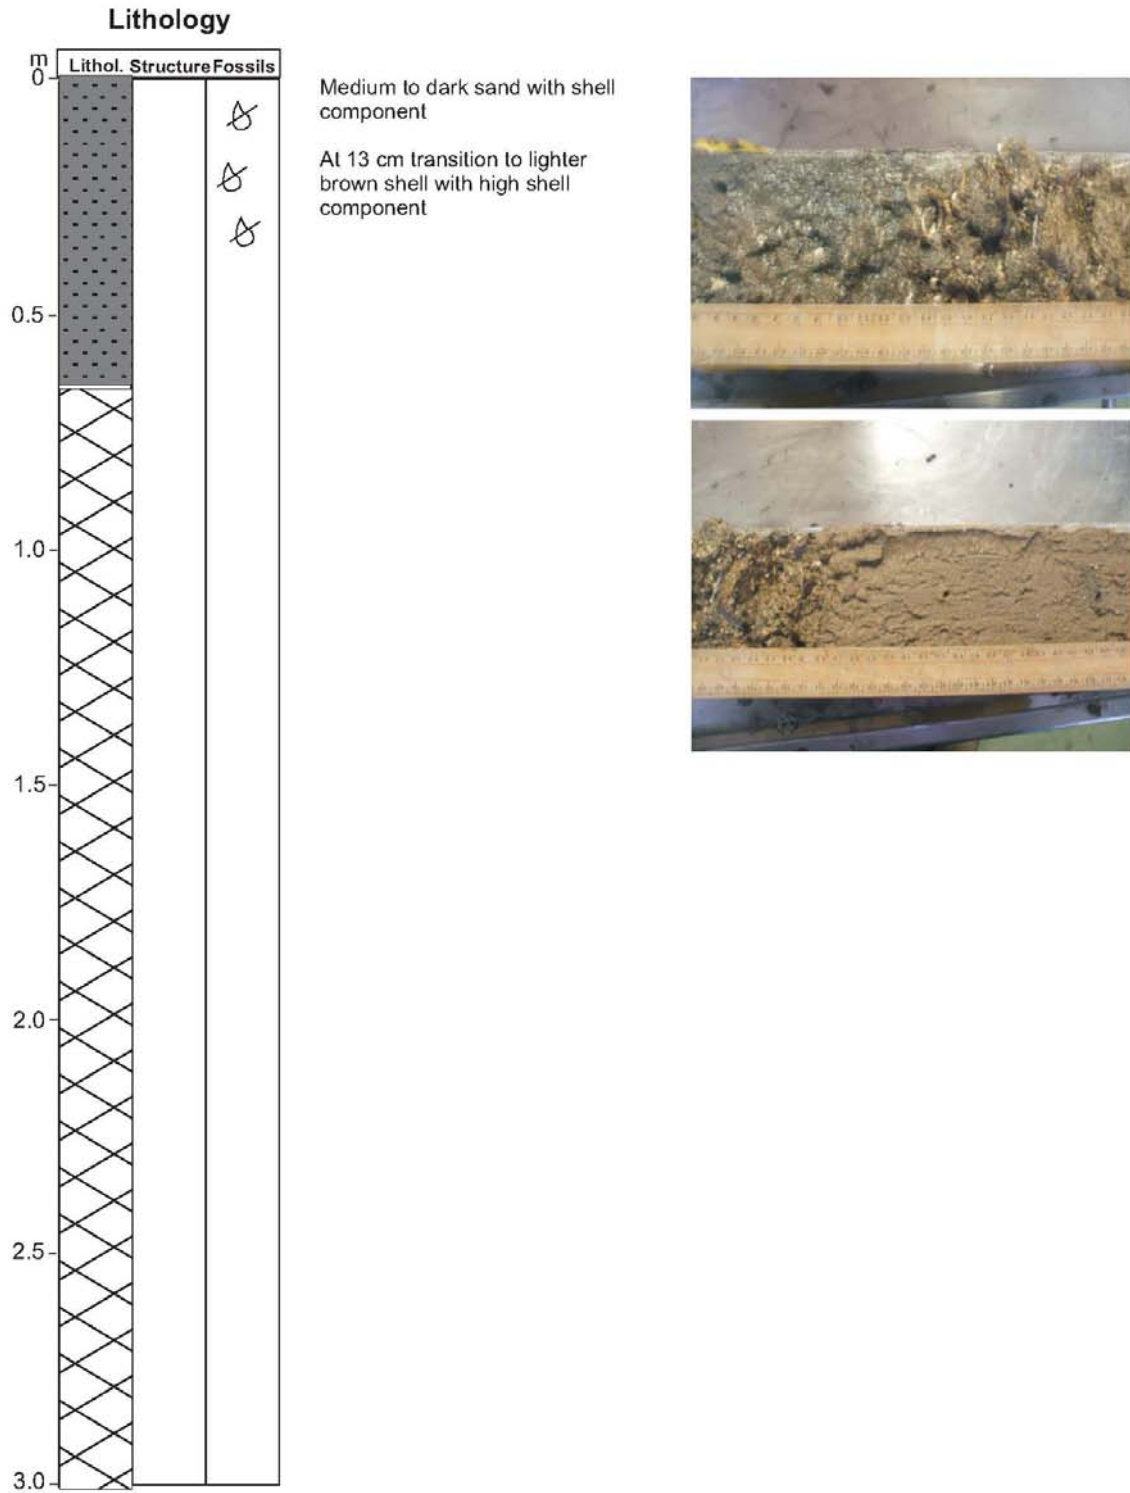 Lithology
m
Lithol. Structure Fossils
0
Medium to dark sand with shell
component
At 13 cm transition to lighter
brown shell with high shell
component
0.5
1.0
1.5
2.0
2.5
3.0